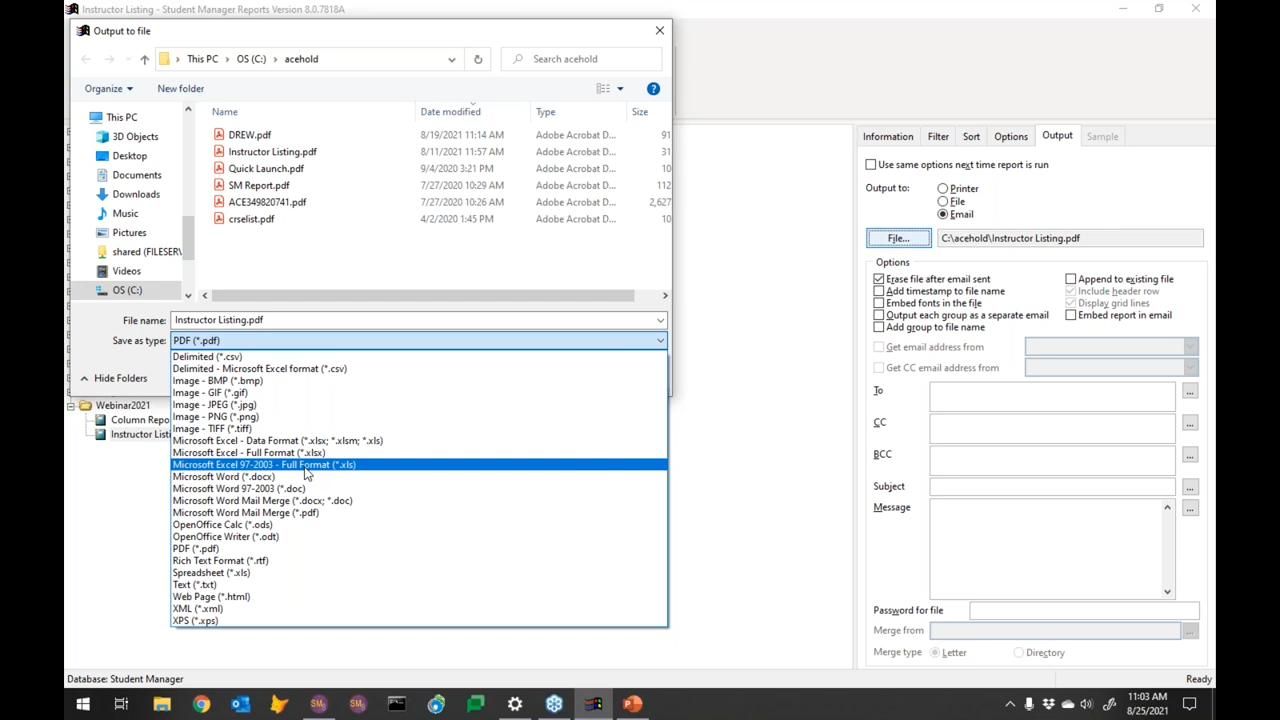 Instructor Listing - Student Manager Reports Version 8.0.7818A
Output to file
This PC > OS (C:) > acehold
Search acehold
Organize
New folder
Name
Date modified
Type
Size
This PC
3D Objects
Desktop
Documents
Downloads
Music
Pictures
shared (FILESERV
Videos
OS (C:)
DREW.pdf 8/19/2021 11:14 AM Adobe Acrobat D... 91
Instructor Listing.pdf 8/11/2021 11:57 AM Adobe Acrobat D... 31
Quick Launch.pdf 9/4/2020 3:21 PM Adobe Acrobat D... 10
SM Report.pdf 7/27/2020 10:29 AM Adobe Acrobat D... 112
ACE349820741.pdf 7/27/2020 10:26 AM Adobe Acrobat D... 2,627
crselist.pdf 4/2/2020 1:45 PM Adobe Acrobat D... 10
File name: Instructor Listing.pdf
Save as type: PDF (*.pdf)
Hide Folders
Delimited (*.csv)
Delimited - Microsoft Excel format (*.csv)
Image - BMP (*.bmp)
Image - GIF (*.gif)
Image - JPEG (*.jpg)
Image - PNG (*.png)
Image - TIFF (*.tiff)
Microsoft Excel - Data Format (*.xlsx; *.xlsm; *.xls)
Microsoft Excel - Full Format (*.xlsx)
Microsoft Excel 97-2003 - Full Format (*.xls)
Microsoft Word (*.docx)
Microsoft Word 97-2003 (*.doc)
Microsoft Word Mail Merge (*.docx; *.doc)
Microsoft Word Mail Merge (*.pdf)
OpenOffice Calc (*.ods)
OpenOffice Writer (*.odt)
PDF (*.pdf)
Rich Text Format (*.rtf)
Spreadsheet (*.xls)
Text (*.txt)
Web Page (*.html)
XML (*.xml)
XPS (*.xps)
Webinar2021
Column Repo
Instructor Listi
Information Filter Sort Options Output Sample
Use same options next time report is run
Output to:
Printer
File
Email
File... C:\acehold\Instructor Listing.pdf
Options
Erase file after email sent
Add timestamp to file name
Embed fonts in the file
Output each group as a separate email
Add group to file name
Append to existing file
Include header row
Display grid lines
Embed report in email
Get email address from
Get CC email address from
To ...
CC ...
BCC ...
Subject ...
Message ...
Password for file
Merge from ...
Merge type Letter Directory
Database: Student Manager
Ready
11:03 AM
8/25/2021